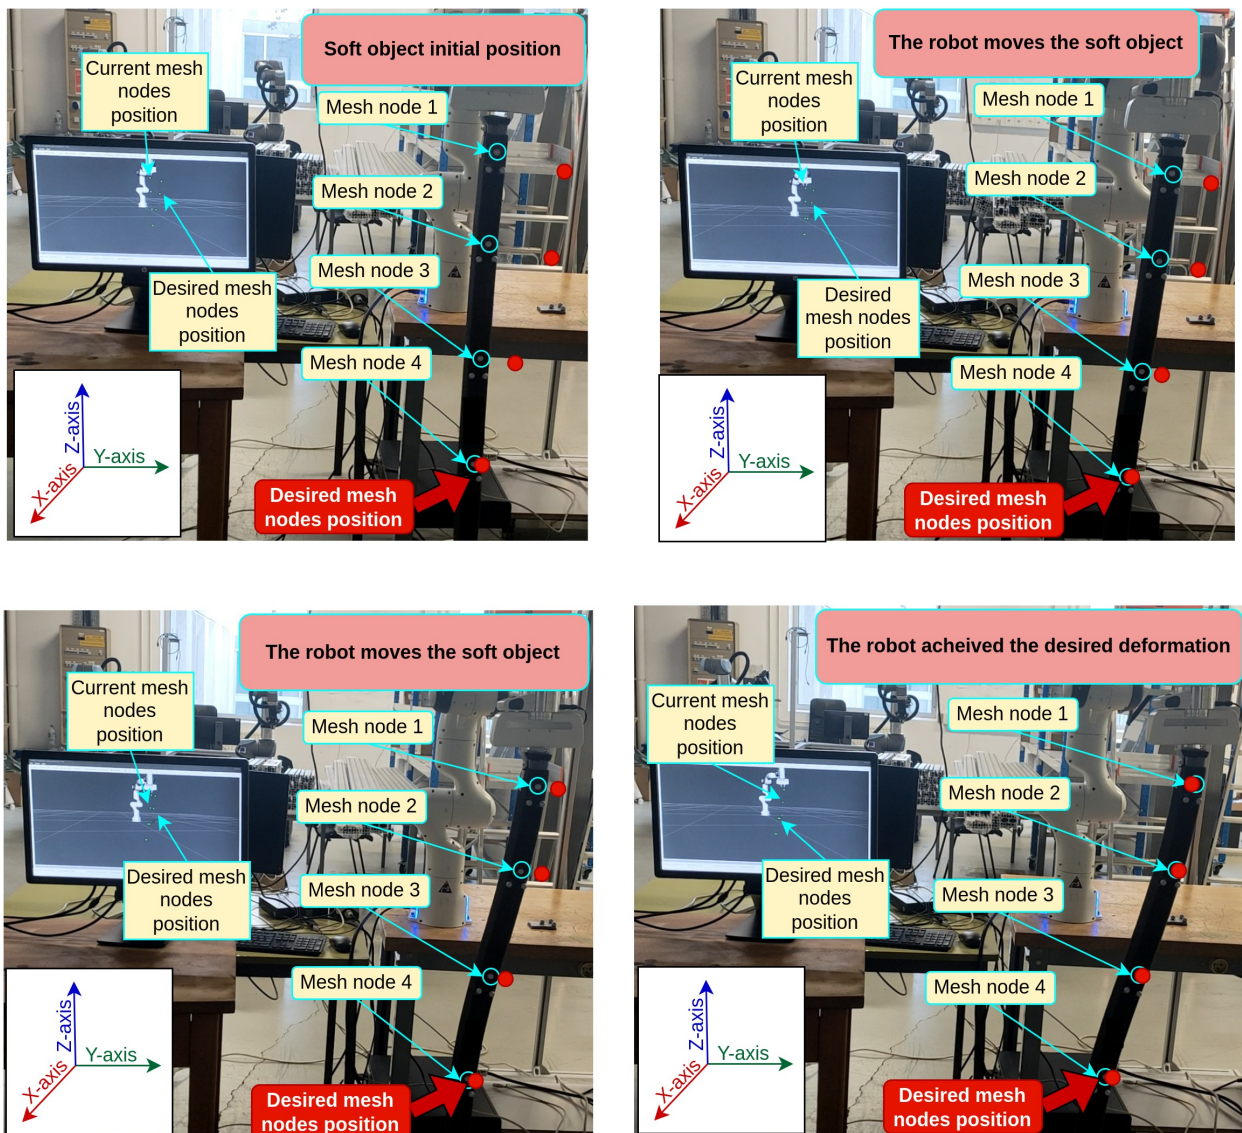 Soft object initial position
Current mesh
nodes
position
Mesh node 1
Mesh node 2
Mesh node 3
Desired mesh
nodes
position
Mesh node 4
Z-axis
Y-axis
X-axis
Desired mesh
nodes position
The robot moves the soft object
Current mesh
nodes
position
Mesh node 1
Mesh node 2
Mesh node 3
Desired
mesh nodes
position
Mesh node 4
Z-axis
Y-axis
X-axis
Desired mesh
nodes position
The robot moves the soft object
Current mesh
nodes
position
Mesh node 1
Mesh node 2
Desired mesh
nodes
position
Mesh node 3
Mesh node 4
Z-axis
Y-axis
X-axis
Desired mesh
nodes position
The robot acheived the desired deformation
Current mesh
nodes
position
Mesh node 1
Mesh node 2
Desired mesh
nodes
position
Mesh node 3
Mesh node 4
Z-axis
Y-axis
X-axis
Desired mesh
nodes position